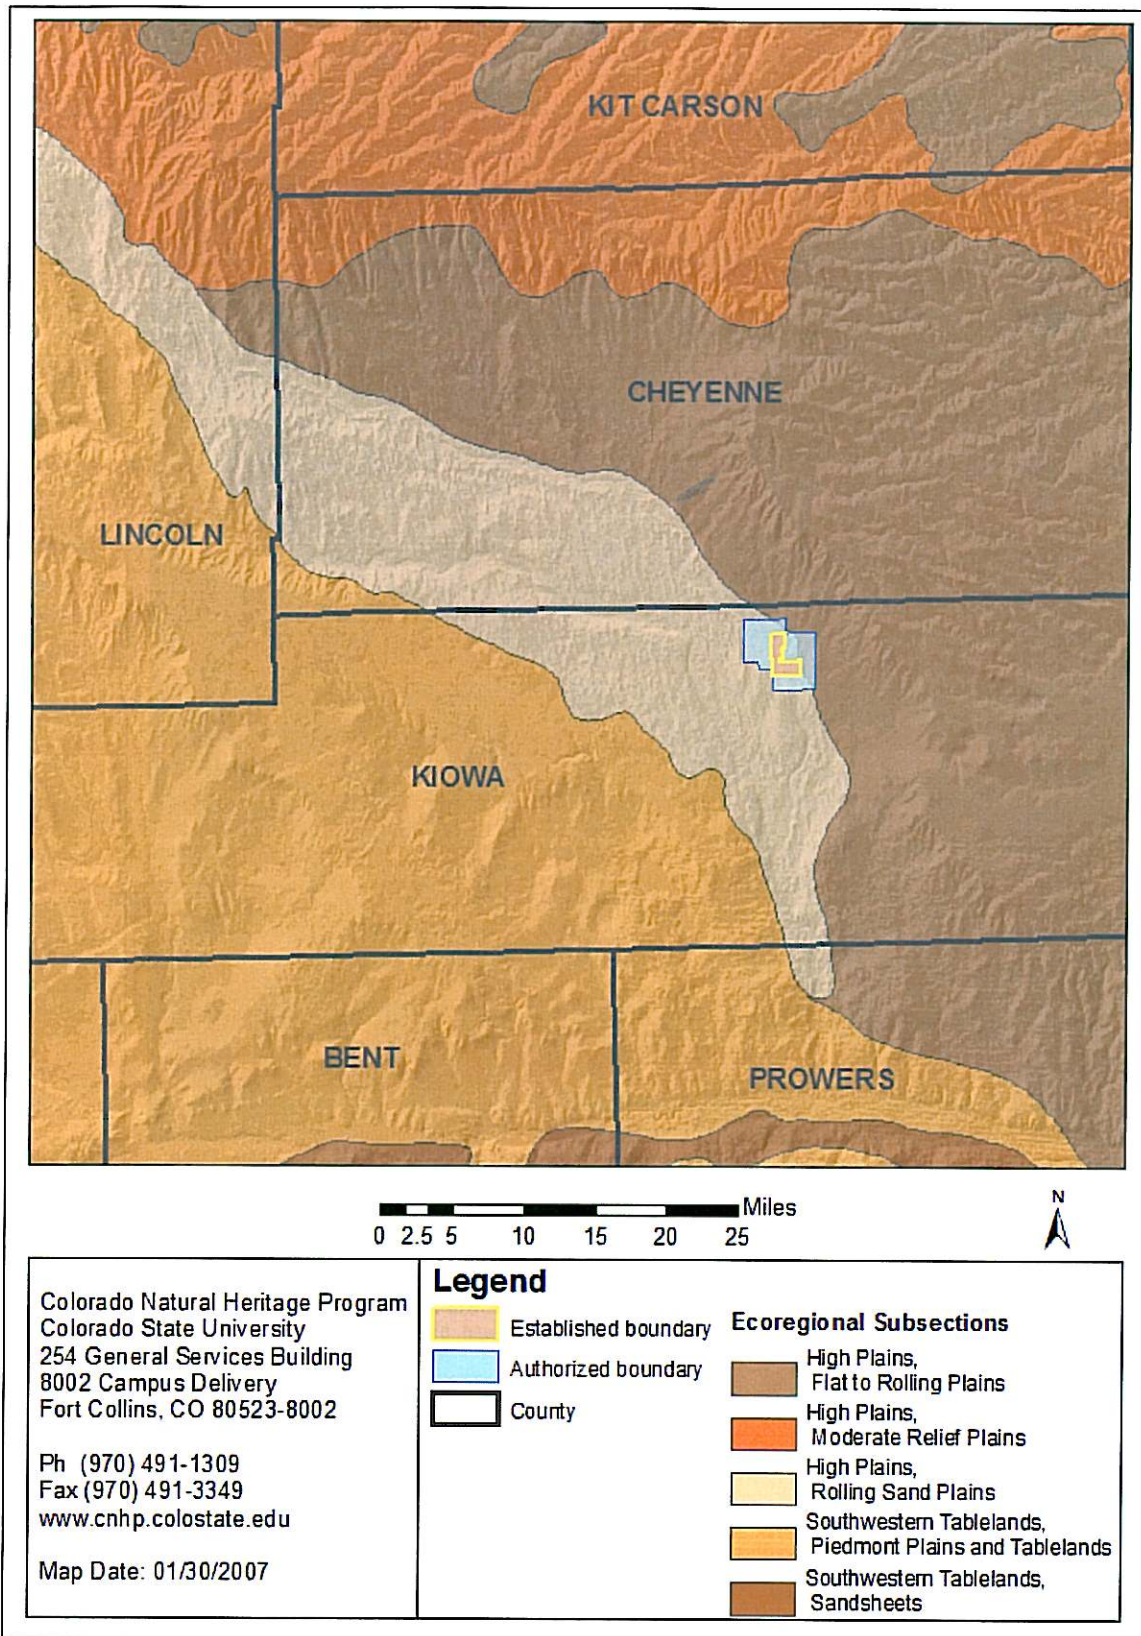 KIT CARSON
CHEYENNE
LINCOLN
KIOWA
BENT
PROWERS
Miles
0 2.5 5 10 15 20 25
N
Colorado Natural Heritage Program
Colorado State University
254 General Services Building
8002 Campus Delivery
Fort Collins, CO 80523-8002
Ph (970) 491-1309
Fax (970) 491-3349
www.cnhp.colostate.edu
Map Date: 01/30/2007
Legend
Established boundary
Authorized boundary
County
Ecoregional Subsections
High Plains,
Flat to Rolling Plains
High Plains,
Moderate Relief Plains
High Plains,
Rolling Sand Plains
Southwestern Tablelands,
Piedmont Plains and Tablelands
Southwestern Tablelands,
Sandsheets